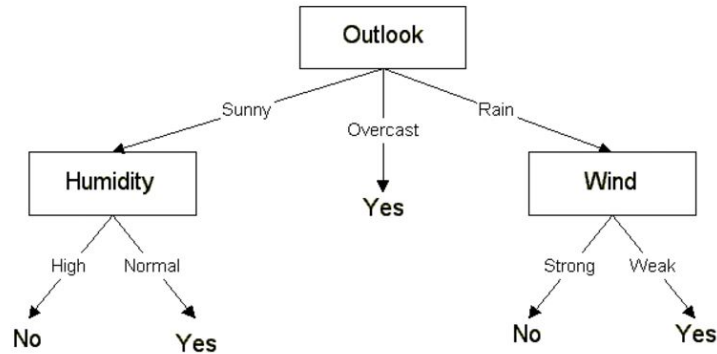 Outlook
Sunny
Overcast
Rain
Humidity
Yes
Wind
High
Normal
Strong
Weak
No
Yes
No
Yes